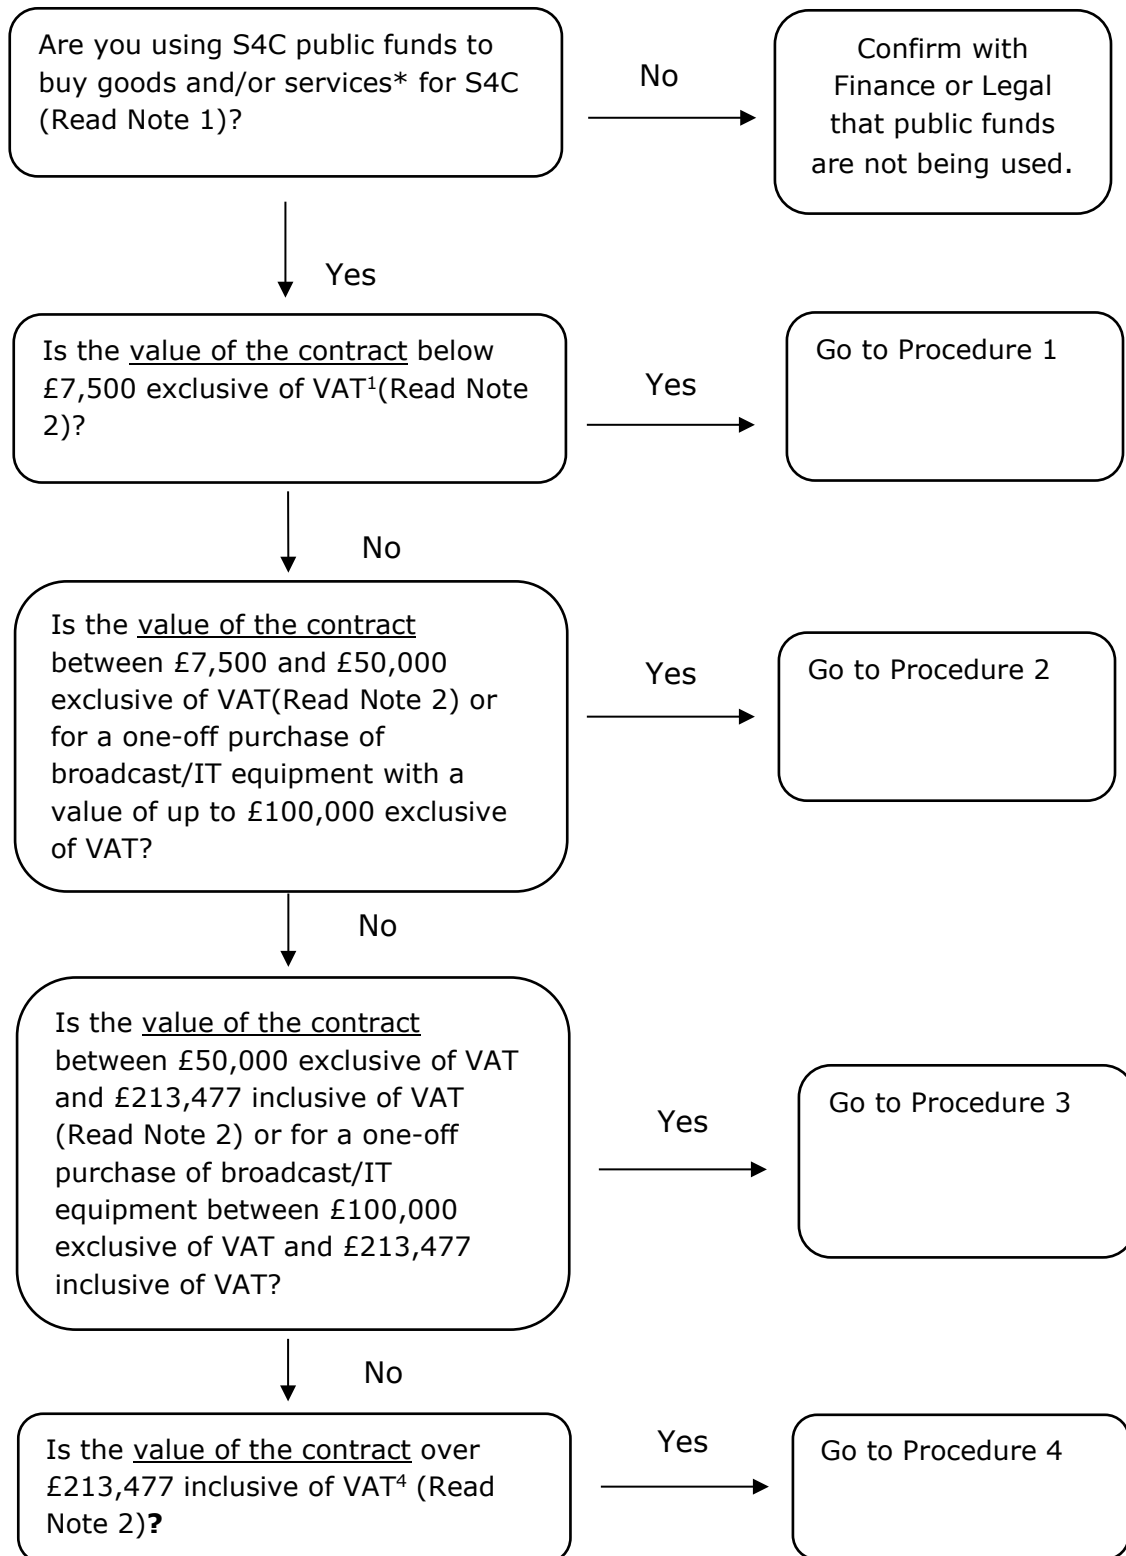 Are you using S4C public funds to
buy goods and/or services* for S4C
(Read Note 1)?
No
Confirm with
Finance or Legal
that public funds
are not being used.
Yes
Is the value of the contract below
£7,500 exclusive of VAT¹(Read Note
2)?
Yes
Go to Procedure 1
No
Is the value of the contract
between £7,500 and £50,000
exclusive of VAT(Read Note 2) or
for a one-off purchase of
broadcast/IT equipment with a
value of up to £100,000 exclusive
of VAT?
Yes
Go to Procedure 2
No
Is the value of the contract
between £50,000 exclusive of VAT
and £213,477 inclusive of VAT
(Read Note 2) or for a one-off
purchase of broadcast/IT
equipment between £100,000
exclusive of VAT and £213,477
inclusive of VAT?
Yes
Go to Procedure 3
No
Is the value of the contract over
£213,477 inclusive of VAT⁴ (Read
Note 2)?
Yes
Go to Procedure 4